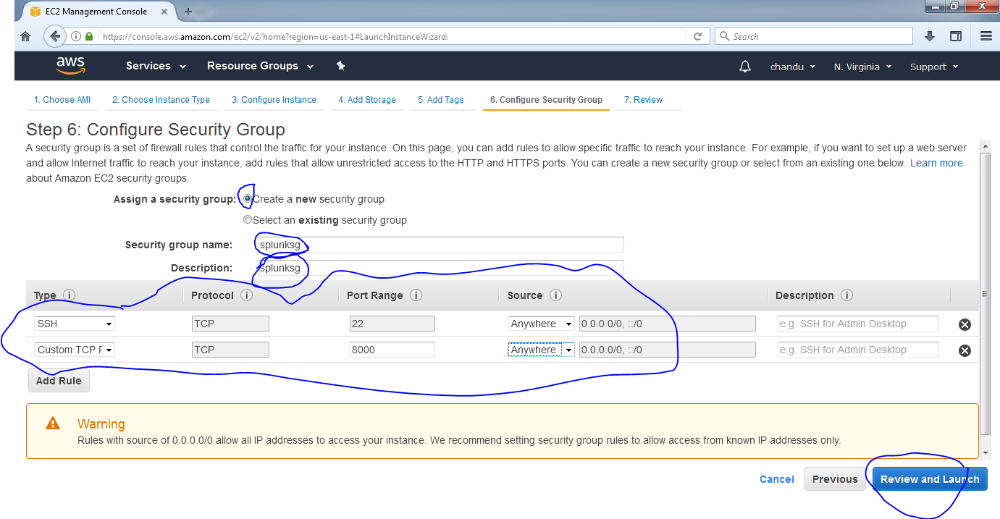 EC2 Management Console
https://console.aws.amazon.com/ec2/v2/home?region=us-east-1#LaunchInstanceWizard:
Search
aws Services Resource Groups chandu N. Virginia Support
1. Choose AMI 2. Choose Instance Type 3. Configure Instance 4. Add Storage 5. Add Tags 6. Configure Security Group 7. Review
Step 6: Configure Security Group
A security group is a set of firewall rules that control the traffic for your instance. On this page, you can add rules to allow specific traffic to reach your instance. For example, if you want to set up a web server
and allow Internet traffic to reach your instance, add rules that allow unrestricted access to the HTTP and HTTPS ports. You can create a new security group or select from an existing one below. Learn more
about Amazon EC2 security groups.
Assign a security group: Create a new security group
Select an existing security group
Security group name: splunksg
Description: splunksg
Type Protocol Port Range Source Description
SSH TCP 22 Anywhere 0.0.0.0/0, ::/0 e.g. SSH for Admin Desktop
Custom TCP F TCP 8000 Anywhere 0.0.0.0/0, ::/0 e.g. SSH for Admin Desktop
Add Rule
Warning
Rules with source of 0.0.0.0/0 allow all IP addresses to access your instance. We recommend setting security group rules to allow access from known IP addresses only.
Cancel Previous Review and Launch